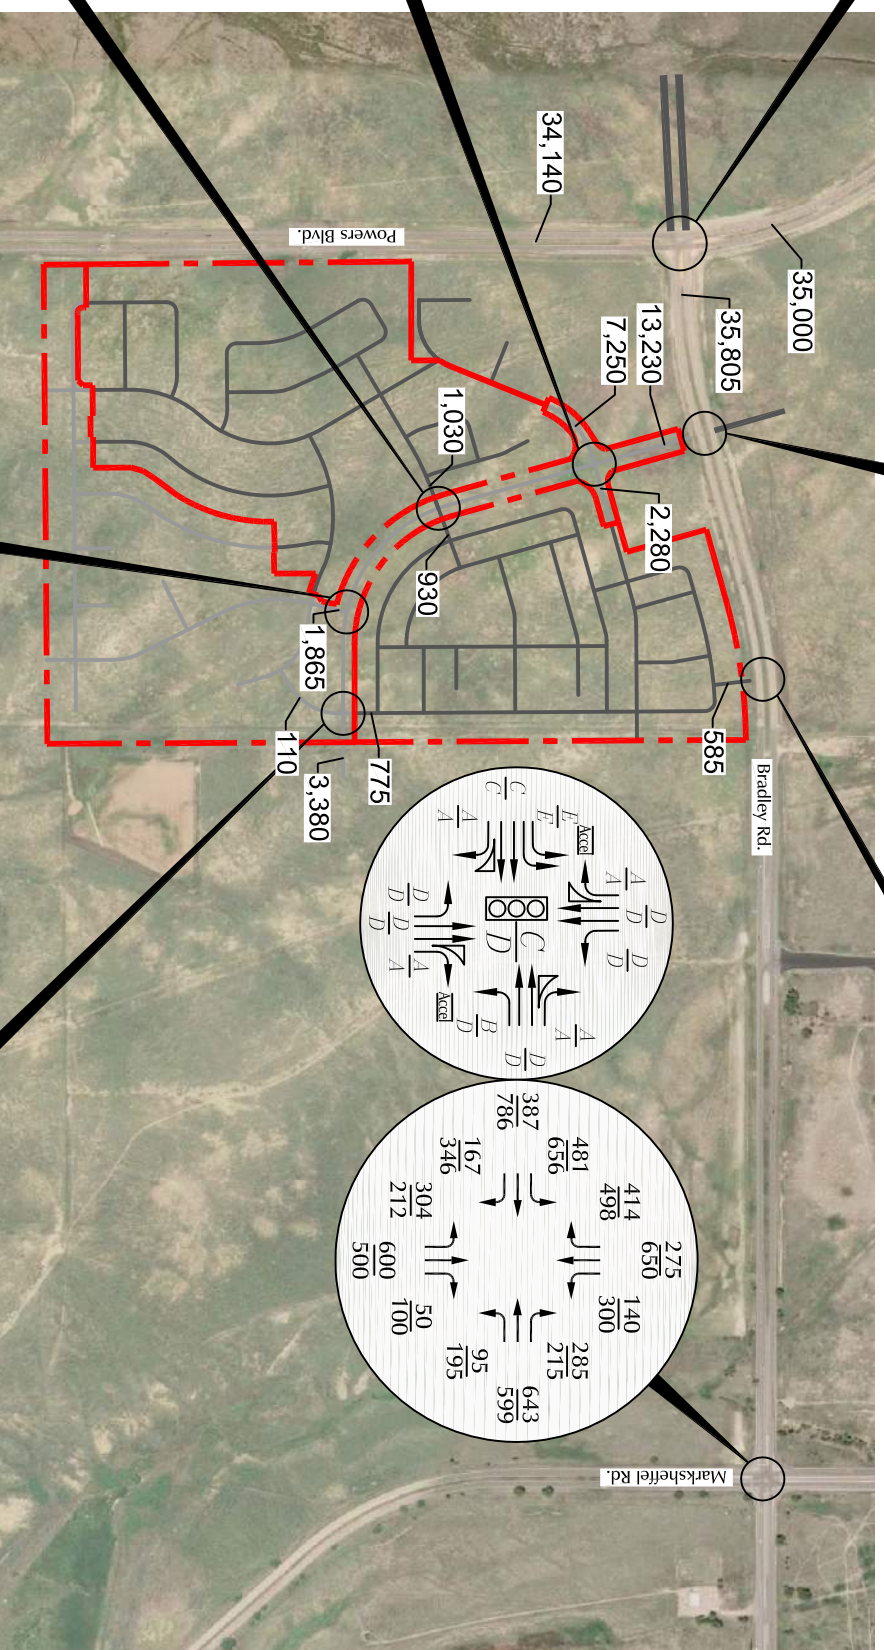 34,140
Powers Blvd.
35,000
35,805
13,230
7,250
1,030
2,280
930
1,865
110
3,380
775
585
Bradley Rd.
C
C
E
E
A
A
Accel
A
A
D
D
D
D
C
D
D
D
D
D
A
A
Accel
B
D
A
A
D
D
387
786
481
656
167
346
414
498
304
212
275
650
600
500
140
300
50
100
285
215
95
195
643
599
Marksheffel Rd.